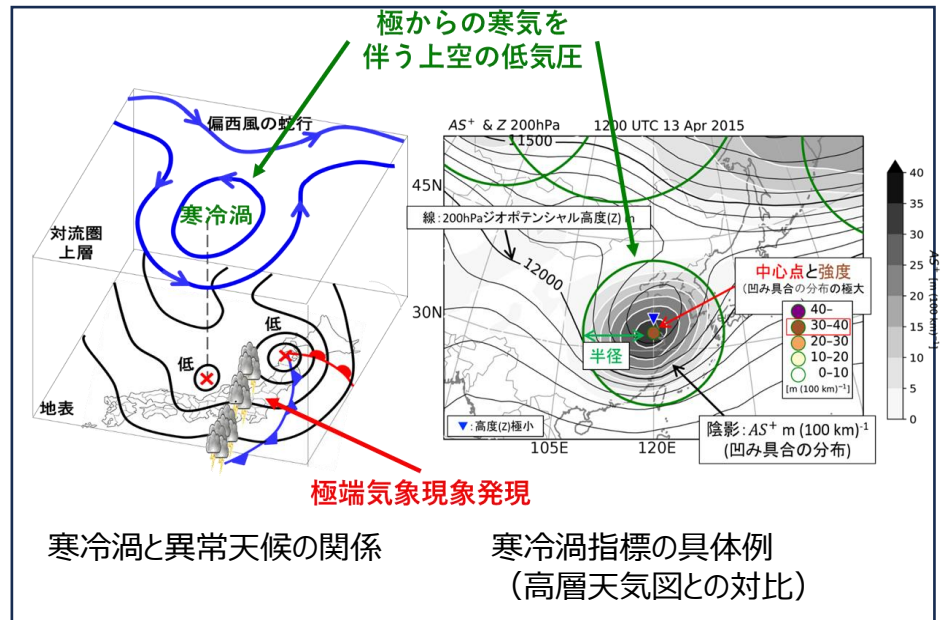 極からの寒気を
伴う上空の低気圧
偏西風の蛇行
寒冷渦
対流圏
上層
低
低
地表
極端気象現象発現
寒冷渦と異常天候の関係
AS⁺ & Z 200hPa 1200 UTC 13 Apr 2015
11500
45N
線：200hPaジオポテンシャル高度(Z) m
12000
30N
中心点と強度
(凹み具合の分布の極大
40–
30–40
20–30
10–20
0–10
[m (100 km)⁻¹]
半径
▼:高度(Z)極小
105E
120E
陰影：AS⁺ m (100 km)⁻¹
(凹み具合の分布)
40
35
30
25
20
15
10
5
0
AS⁺ [m (100 km)⁻¹]
寒冷渦指標の具体例
（高層天気図との対比）